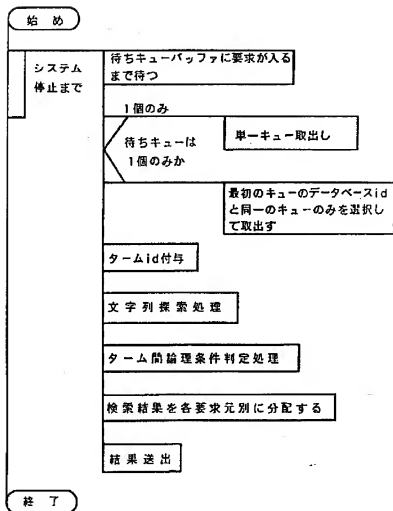 始め
システム
停止まで
待ちキューバッファに要求が入る
まで待つ
1個のみ
待ちキューは
1個のみか
単一キュー取出し
最初のキューのデータベースid
と同一のキューのみを選択し
て取出す
タームid付与
文字列探索処理
ターム間論理条件判定処理
検索結果を各要求元別に分配する
結果送出
終了